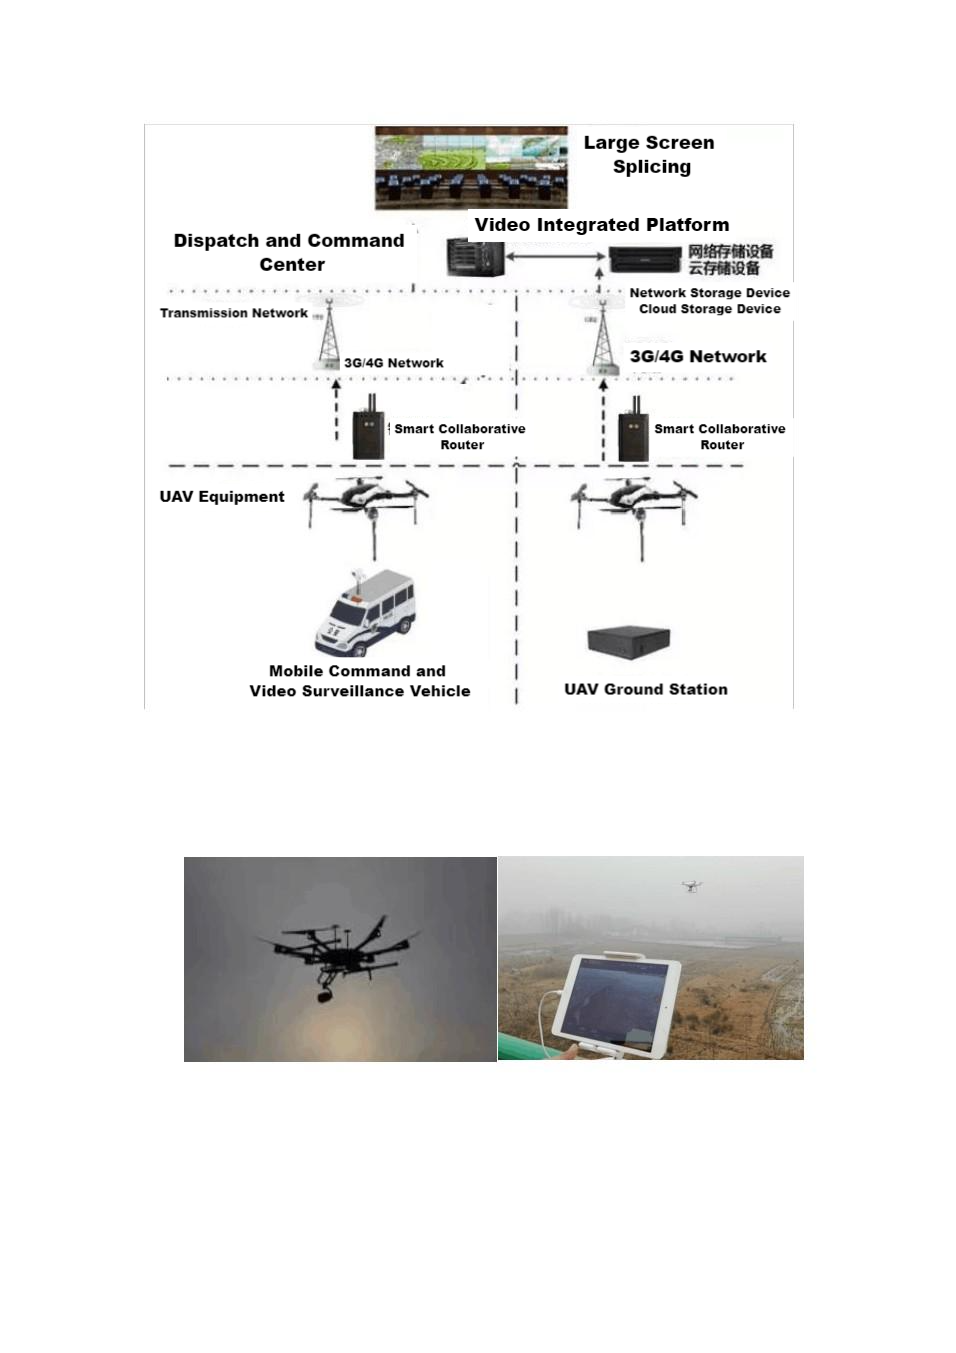 Large Screen
Splicing
Video Integrated Platform
Dispatch and Command
Center
网络存储设备
云存储设备
Network Storage Device
Cloud Storage Device
Transmission Network
3G/4G Network
3G/4G Network
Smart Collaborative
Router
Smart Collaborative
Router
UAV Equipment
Mobile Command and
Video Surveillance Vehicle
UAV Ground Station